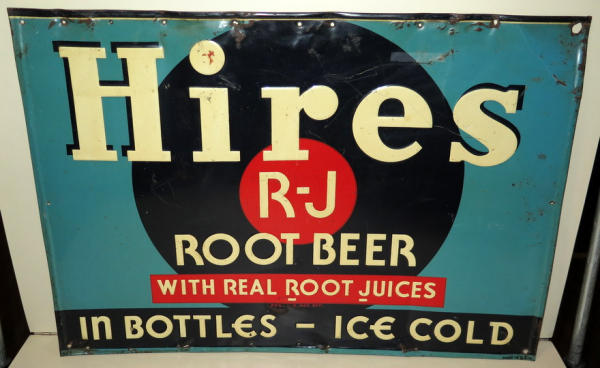 Hires
R-J
ROOT BEER
WITH REAL ROOT JUICES
IN BOTTLES – ICE COLD